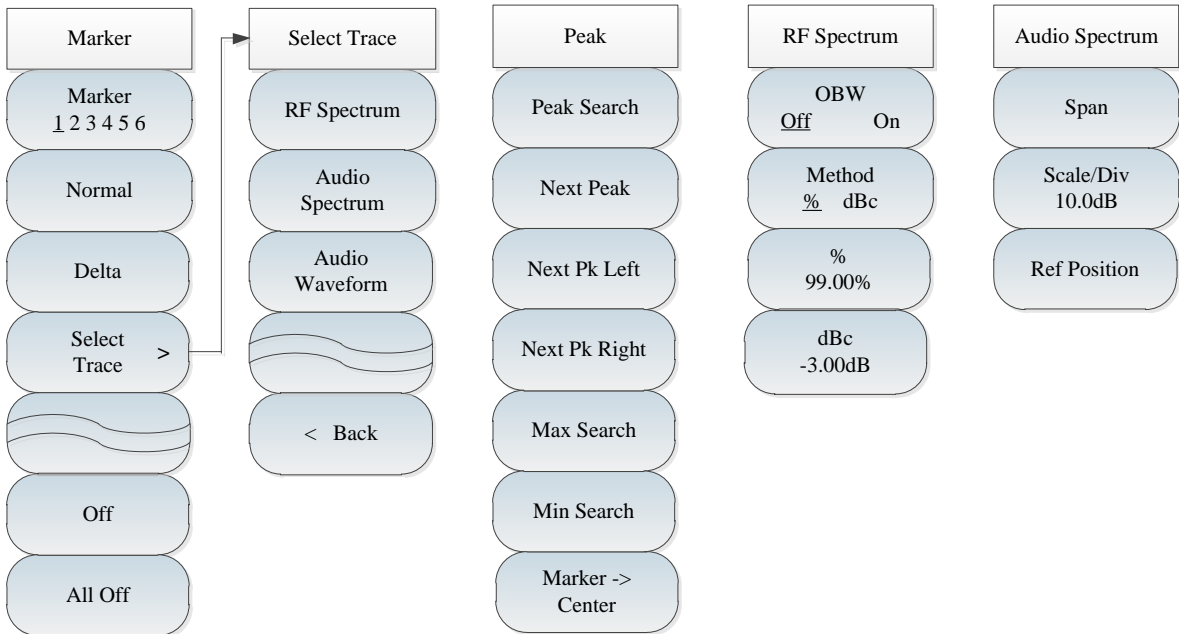 Marker
Marker
1 2 3 4 5 6
Normal
Delta
Select
Trace
>
Off
All Off
Select Trace
RF Spectrum
Audio
Spectrum
Audio
Waveform
< Back
Peak
Peak Search
Next Peak
Next Pk Left
Next Pk Right
Max Search
Min Search
Marker ->
Center
RF Spectrum
OBW
Off On
Method
% dBc
%
99.00%
dBc
-3.00dB
Audio Spectrum
Span
Scale/Div
10.0dB
Ref Position